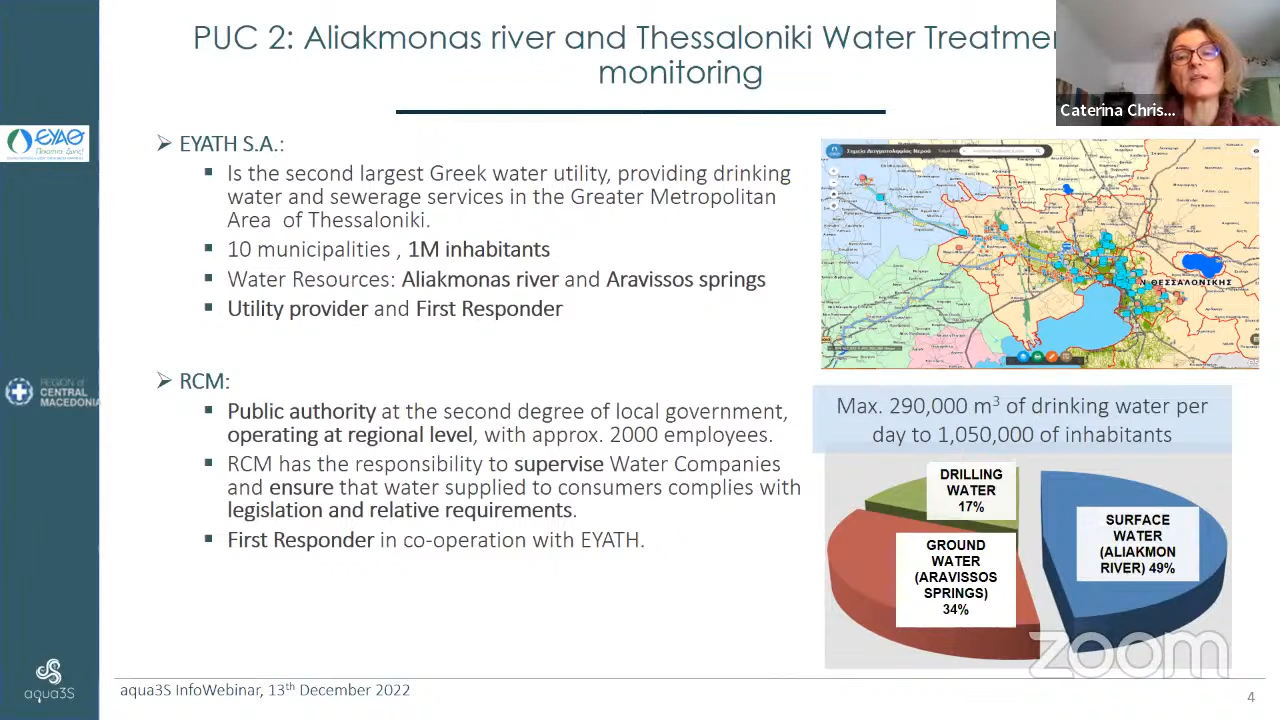 PUC 2: Aliakmonas river and Thessaloniki Water Treatmen
monitoring
Caterina Chris...
ΕΥΑΘ
EYATH S.A.:
Is the second largest Greek water utility, providing drinking
water and sewerage services in the Greater Metropolitan
Area of Thessaloniki.
10 municipalities , 1M inhabitants
Water Resources: Aliakmonas river and Aravissos springs
Utility provider and First Responder
REGION of
CENTRAL
MACEDONIA
RCM:
Public authority at the second degree of local government,
operating at regional level, with approx. 2000 employees.
RCM has the responsibility to supervise Water Companies
and ensure that water supplied to consumers complies with
legislation and relative requirements.
First Responder in co-operation with EYATH.
Σημεία Δειγματοληψίας Νερού
Ν ΘΕΣΣΑΛΟΝΙΚΗΣ
Max. 290,000 m³ of drinking water per
day to 1,050,000 of inhabitants
DRILLING
WATER
17%
SURFACE
WATER
(ALIAKMON
RIVER) 49%
GROUND
WATER
(ARAVISSOS
SPRINGS)
34%
zoom
aqua3S
aqua3S InfoWebinar, 13th December 2022
4